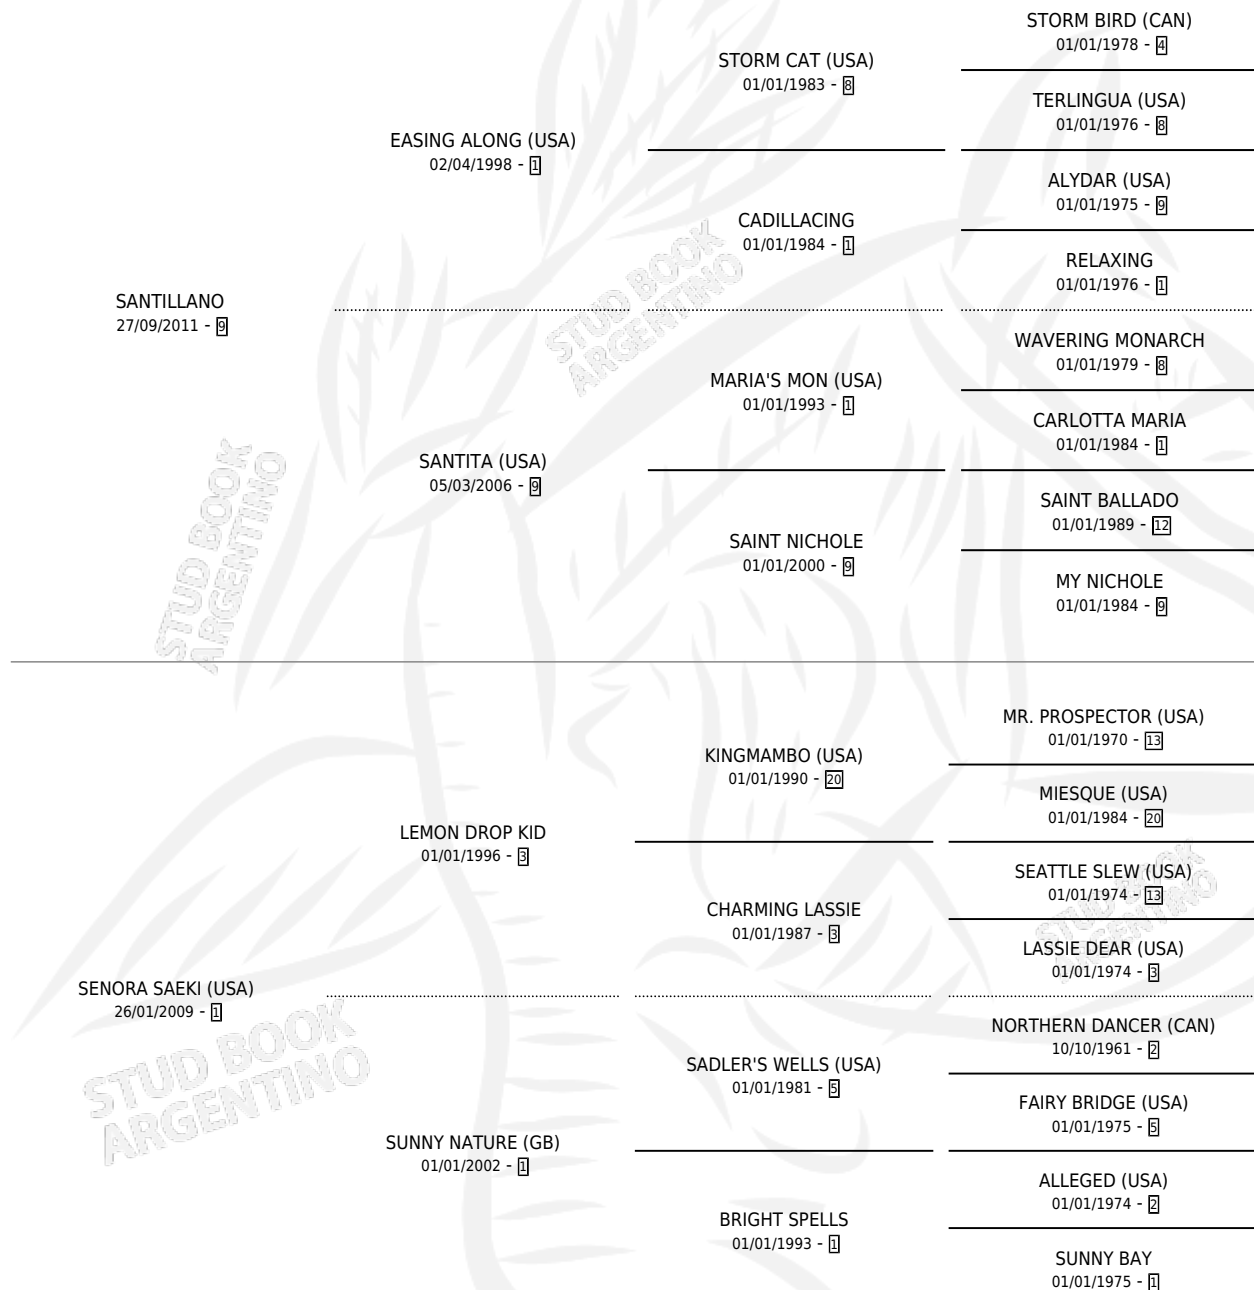 STORM BIRD (CAN)
01/01/1978 - 4
STORM CAT (USA)
01/01/1983 - 8
TERLINGUA (USA)
01/01/1976 - 8
EASING ALONG (USA)
02/04/1998 - 1
ALYDAR (USA)
01/01/1975 - 9
CADILLACING
01/01/1984 - 1
RELAXING
01/01/1976 - 1
SANTILLANO
27/09/2011 - 9
STUD BOOK
ARGENTINO
WAVERING MONARCH
01/01/1979 - 8
MARIA'S MON (USA)
01/01/1993 - 1
CARLOTTA MARIA
01/01/1984 - 1
SANTITA (USA)
05/03/2006 - 9
SAINT BALLADO
01/01/1989 - 12
SAINT NICHOLE
01/01/2000 - 9
MY NICHOLE
01/01/1984 - 9
STUD BOOK
ARGENTINO
MR. PROSPECTOR (USA)
01/01/1970 - 13
KINGMAMBO (USA)
01/01/1990 - 20
MIESQUE (USA)
01/01/1984 - 20
LEMON DROP KID
01/01/1996 - 3
SEATTLE SLEW (USA)
01/01/1974 - 13
CHARMING LASSIE
01/01/1987 - 3
STUD BOOK
ARGENTINO
LASSIE DEAR (USA)
01/01/1974 - 3
SENORA SAEKI (USA)
26/01/2009 - 1
STUD BOOK
ARGENTINO
NORTHERN DANCER (CAN)
10/10/1961 - 2
SADLER'S WELLS (USA)
01/01/1981 - 5
FAIRY BRIDGE (USA)
01/01/1975 - 5
SUNNY NATURE (GB)
01/01/2002 - 1
ALLEGED (USA)
01/01/1974 - 2
BRIGHT SPELLS
01/01/1993 - 1
SUNNY BAY
01/01/1975 - 1